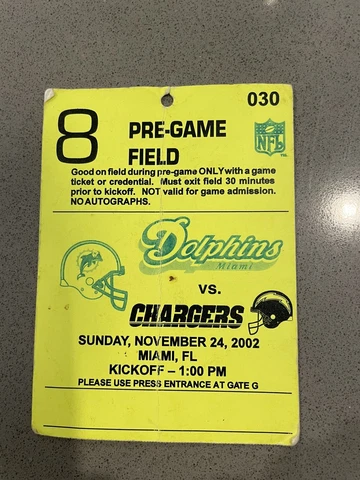 030
8
PRE-GAME
FIELD
NFL
Good on field during pre-game ONLY with a game
ticket or credential. Must exit field 30 minutes
prior to kickoff. NOT valid for game admission.
NO AUTOGRAPHS.
Dolphins
Miami
VS.
CHARGERS
SUNDAY, NOVEMBER 24, 2002
MIAMI, FL
KICKOFF – 1:00 PM
PLEASE USE PRESS ENTRANCE AT GATE G